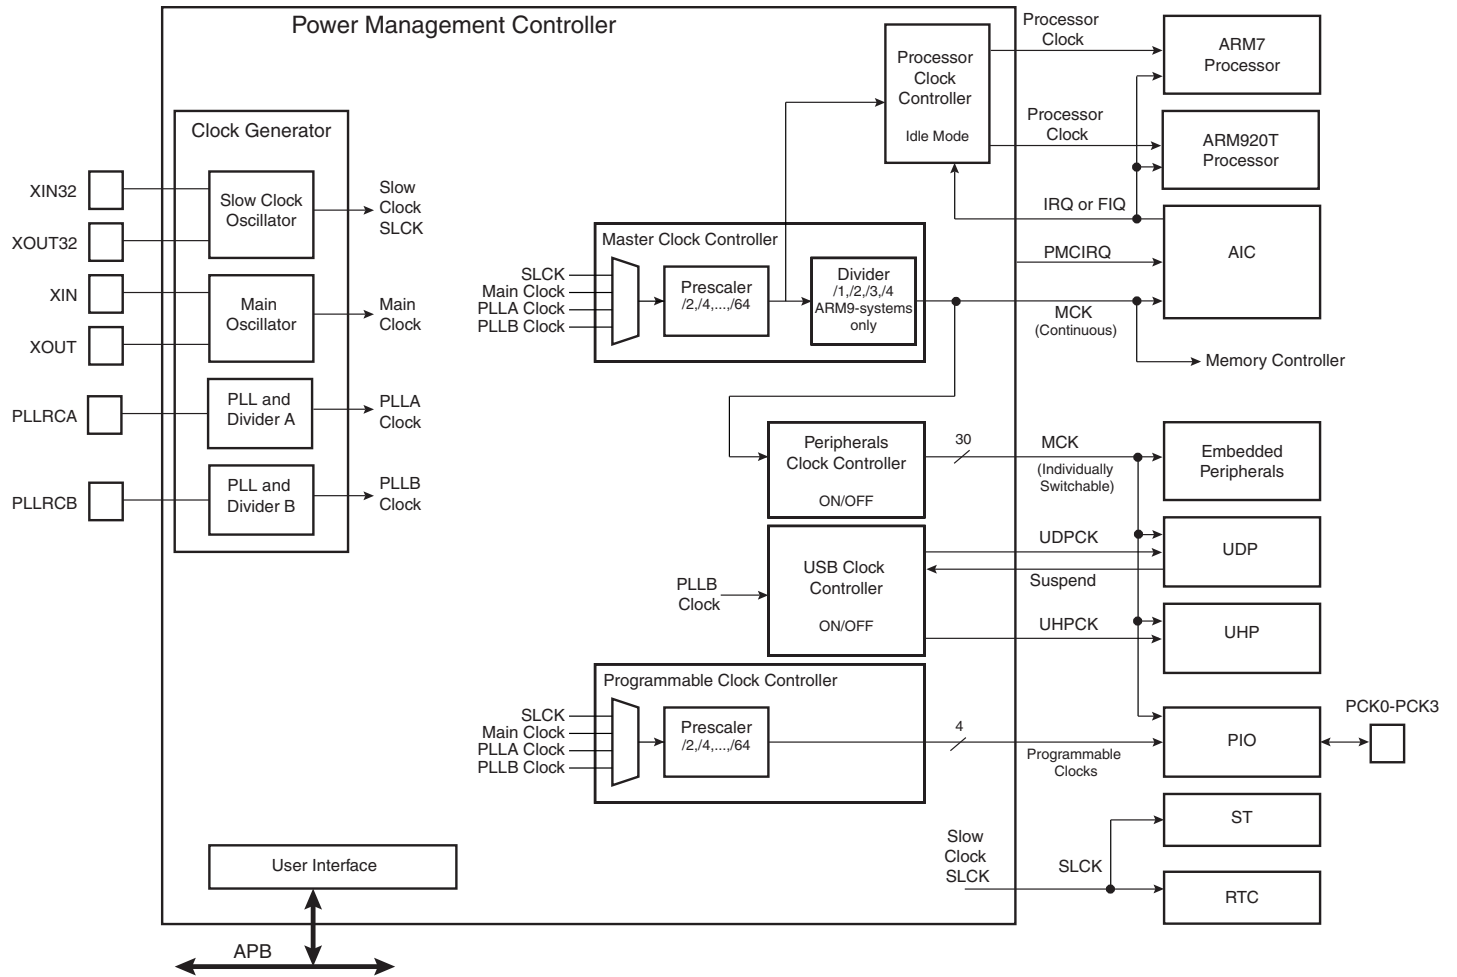 Power Management Controller
Processor
Clock
ARM7
Processor
Processor
Clock
Controller
Idle Mode
Processor
Clock
ARM920T
Processor
Clock Generator
XIN32
XOUT32
Slow Clock
Oscillator
Slow
Clock
SLCK
IRQ or FIQ
PMCIRQ
AIC
MCK
(Continuous)
Memory Controller
XIN
XOUT
Main
Oscillator
Main
Clock
Master Clock Controller
SLCK
Main Clock
PLLA Clock
PLLB Clock
Prescaler
/2,/4,...,/64
Divider
/1,/2,/3,/4
ARM9-systems
only
PLLRCA
PLL and
Divider A
PLLA
Clock
PLLRCB
PLL and
Divider B
PLLB
Clock
Peripherals
Clock Controller
ON/OFF
30
MCK
(Individually
Switchable)
Embedded
Peripherals
PLLB
Clock
USB Clock
Controller
ON/OFF
UDPCK
Suspend
UDP
UHPCK
UHP
Programmable Clock Controller
SLCK
Main Clock
PLLA Clock
PLLB Clock
Prescaler
/2,/4,...,/64
4
Programmable
Clocks
PIO
PCK0-PCK3
Slow
Clock
SLCK
SLCK
ST
RTC
User Interface
APB